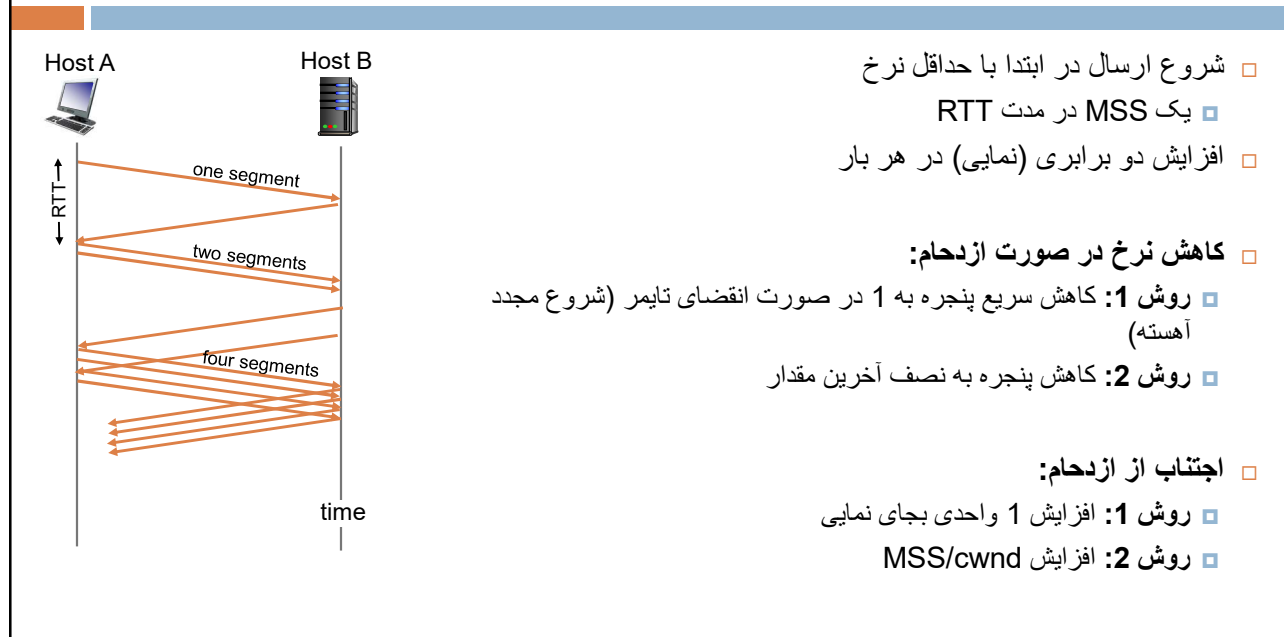 Host A
Host B
RTT
one segment
two segments
four segments
time
شروع ارسال در ابتدا با حداقل نرخ
یک MSS در مدت RTT
افزایش دو برابری (نمایی) در هر بار
کاهش نرخ در صورت ازدحام:
روش 1: کاهش سریع پنجره به 1 در صورت انقضای تایمر (شروع مجدد
آهسته)
روش 2: کاهش پنجره به نصف آخرین مقدار
اجتناب از ازدحام:
روش 1: افزایش 1 واحدی بجای نمایی
روش 2: افزایش MSS/cwnd